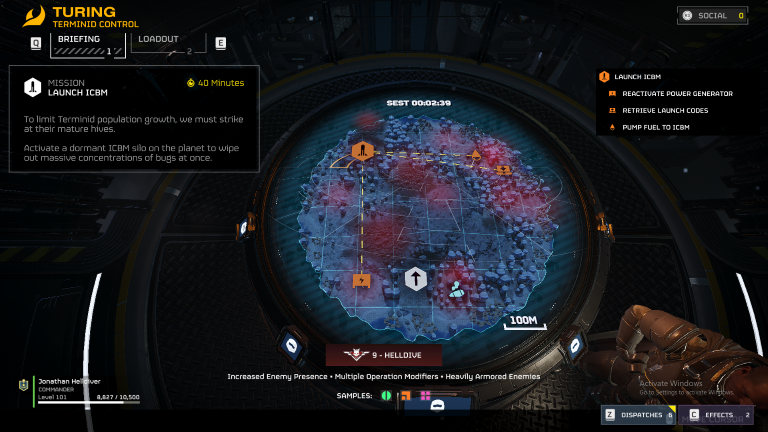 TURING
TERMINID CONTROL
Q
BRIEFING
1
LOADOUT
2
E
SC
SOCIAL 0
MISSION
LAUNCH ICBM
40 Minutes
To limit Terminid population growth, we must strike
at their mature hives.
Activate a dormant ICBM silo on the planet to wipe
out massive concentrations of bugs at once.
LAUNCH ICBM
REACTIVATE POWER GENERATOR
RETRIEVE LAUNCH CODES
PUMP FUEL TO ICBM
SEST 00:02:39
100M
9 - HELLDIVE
Increased Enemy Presence • Multiple Operation Modifiers • Heavily Armored Enemies
SAMPLES:
Jonathan Helldiver
COMMANDER
Level 101
8,827 / 10,500
Activate Windows
Go to Settings to activate Windows.
Z DISPATCHES 6
C EFFECTS 2